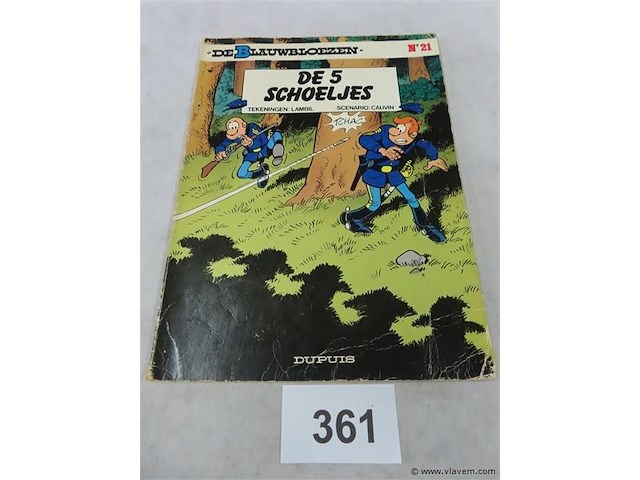 "DE BLAUWBLOEZEN"
N° 21
DE 5
SCHOELJES
TEKENINGEN: LAMBIL SCENARIO: CAUVIN
TCHAC
DUPUIS
361
© www.vlavem.com